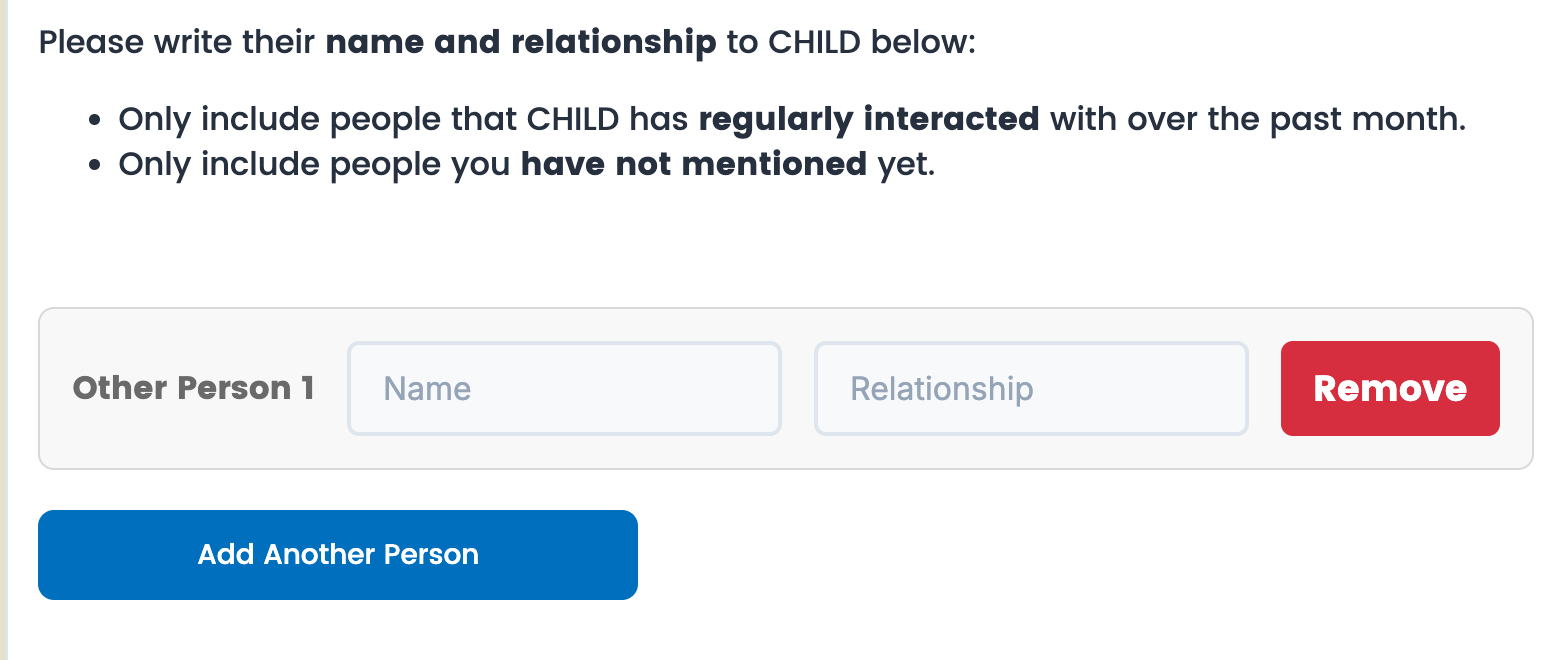 Please write their name and relationship to CHILD below:
• Only include people that CHILD has regularly interacted with over the past month.
• Only include people you have not mentioned yet.
Other Person 1 Name Relationship Remove
Add Another Person